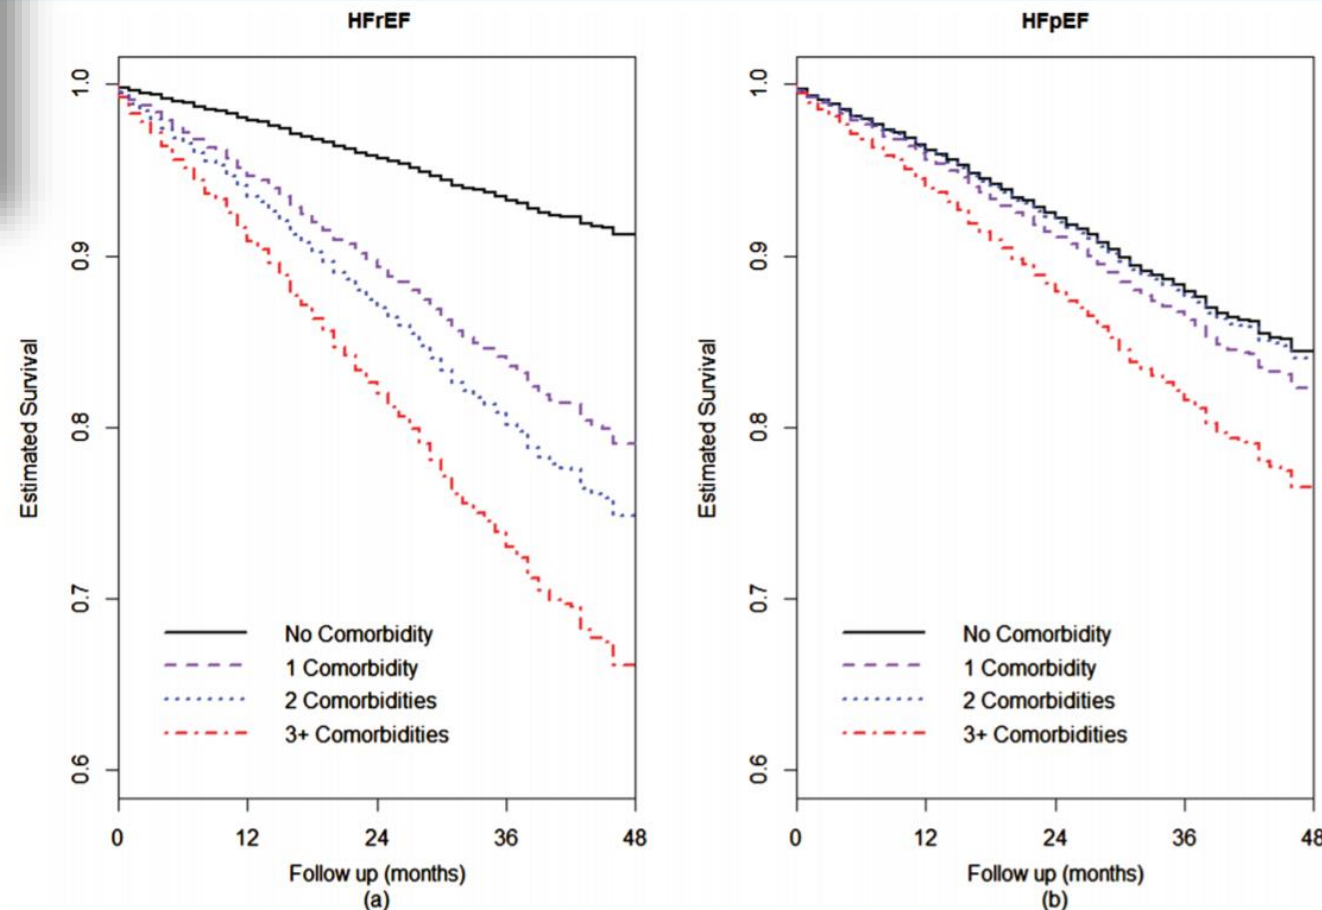 HFrEF
1.0
0.9
0.8
0.7
0.6
Estimated Survival
No Comorbidity
1 Comorbidity
2 Comorbidities
3+ Comorbidities
0 12 24 36 48
Follow up (months)
(a)
HFpEF
1.0
0.9
0.8
0.7
0.6
Estimated Survival
No Comorbidity
1 Comorbidity
2 Comorbidities
3+ Comorbidities
0 12 24 36 48
Follow up (months)
(b)